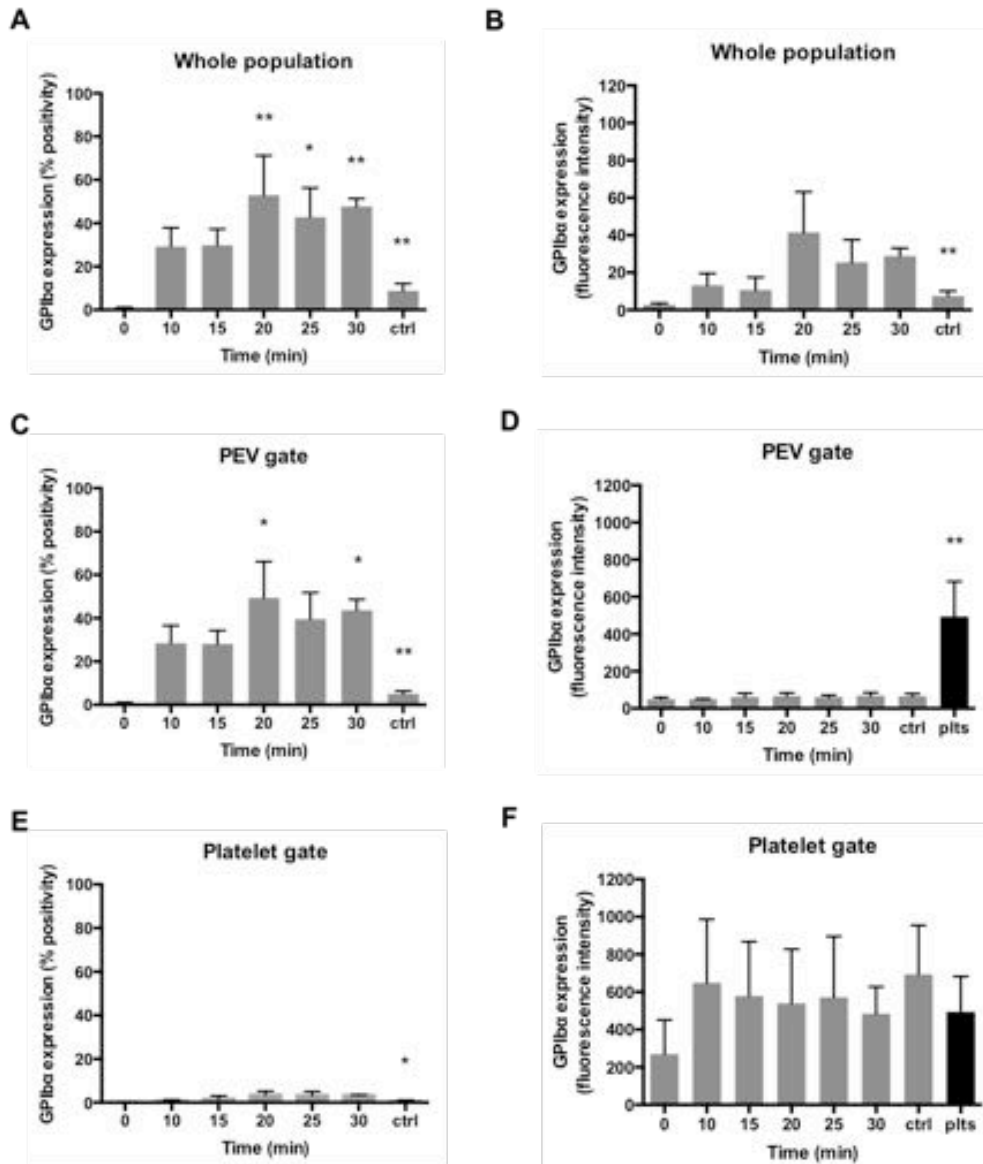 A
Whole population
GPIbα expression (% positivity)
100
80
60
40
20
0
** * ** **
0 10 15 20 25 30 ctrl
Time (min)
B
Whole population
GPIbα expression
(fluorescence intensity)
120
100
80
60
40
20
0
**
0 10 15 20 25 30 ctrl
Time (min)
C
PEV gate
GPIbα expression (% positivity)
100
80
60
40
20
0
* * **
0 10 15 20 25 30 ctrl
Time (min)
D
PEV gate
GPIbα expression
(fluorescence intensity)
1200
1000
800
600
400
200
0
**
0 10 15 20 25 30 ctrl plts
Time (min)
E
Platelet gate
GPIbα expression (% positivity)
100
80
60
40
20
0
*
0 10 15 20 25 30 ctrl
Time (min)
F
Platelet gate
GPIbα expression
(fluorescence intensity)
1200
1000
800
600
400
200
0
0 10 15 20 25 30 ctrl plts
Time (min)